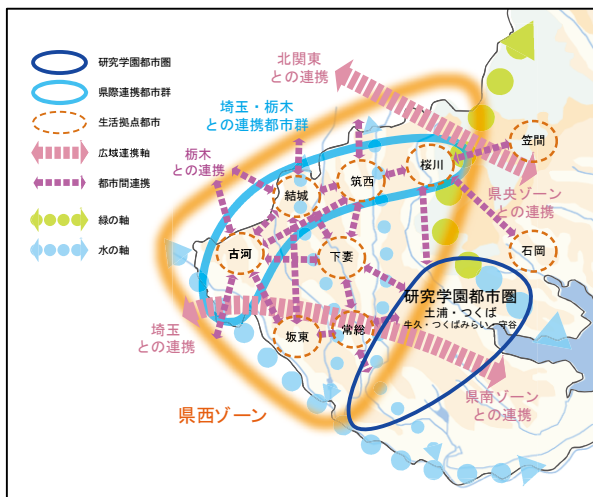 研究学園都市圏
県際連携都市群
生活拠点都市
広域連携軸
都市間連携
緑の軸
水の軸
北関東
との連携
埼玉・栃木
との連携都市群
栃木
との連携
結城
筑西
桜川
笠間
県央ゾーン
との連携
古河
下妻
石岡
研究学園都市圏
土浦・つくば
牛久・つくばみらい・守谷
埼玉
との連携
坂東
常総
県南ゾーン
との連携
県西ゾーン